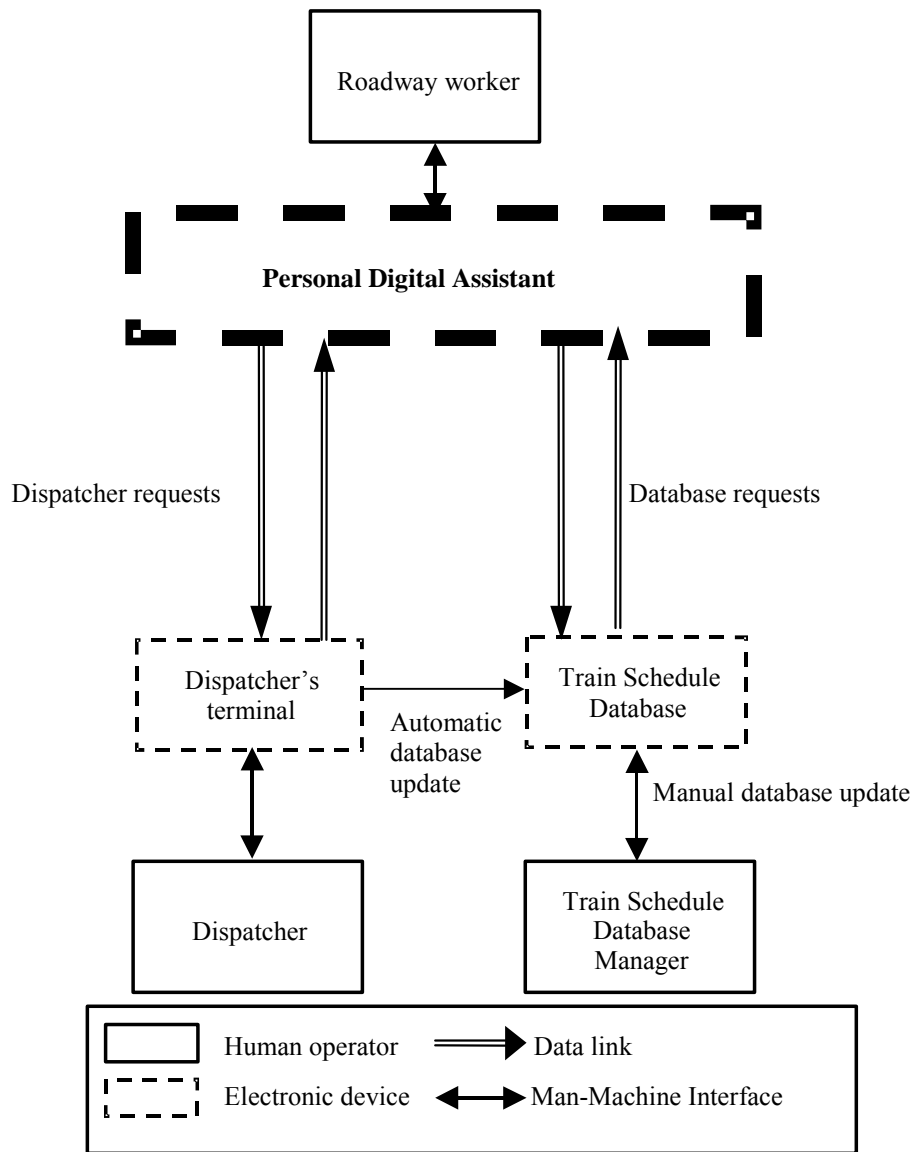 Roadway worker
Personal Digital Assistant
Dispatcher requests
Database requests
Dispatcher’s
terminal
Train Schedule
Database
Automatic
database
update
Manual database update
Dispatcher
Train Schedule
Database
Manager
Human operator
Data link
Electronic device
Man-Machine Interface